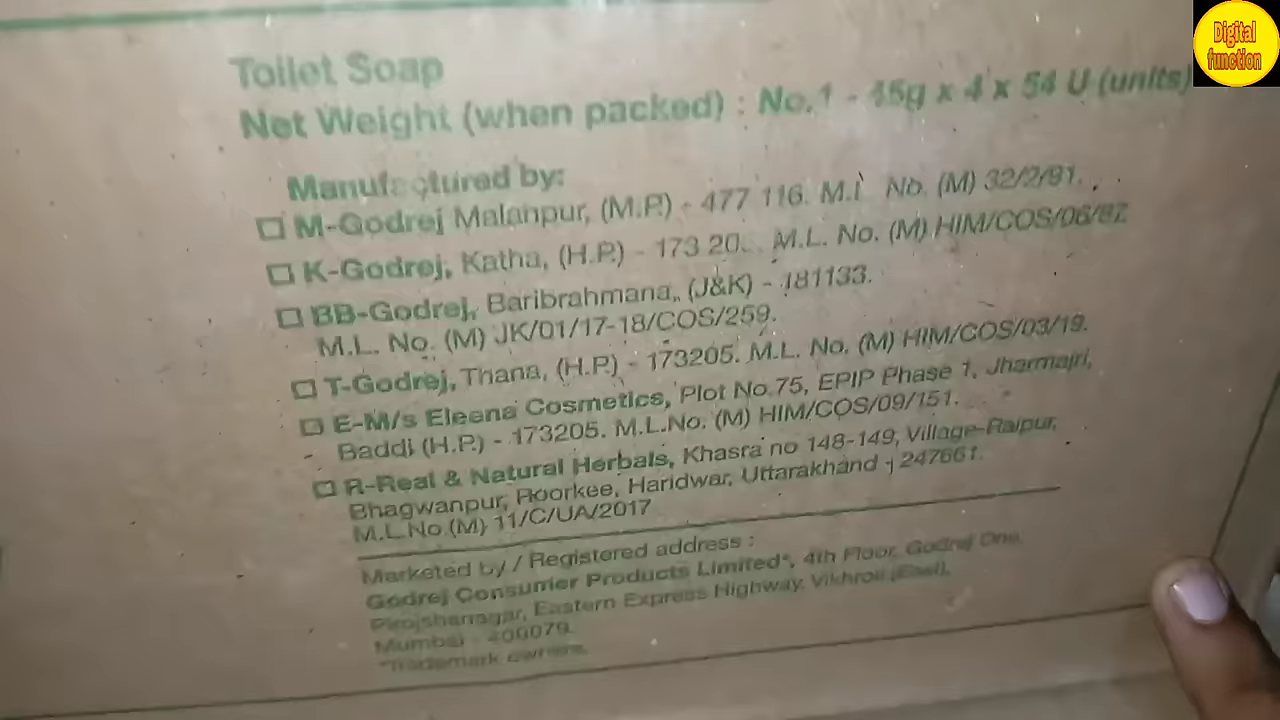 Digital
function
Toilet Soap
Net Weight (when packed) : No.1 - 45g x 4 x 54 U (units)
Manufactured by:
M-Godrej Malanpur, (M.P.) - 477 116. M.L. No. (M) 32/2/91.
K-Godrej, Katha, (H.P.) - 173 20 M.L. No. (M) HIM/COS/06/87
BB-Godrej, Baribrahmana, (J&K) - 181133.
M.L. No. (M) JK/01/17-18/COS/259.
T-Godrej, Thana, (H.P.) - 173205. M.L. No. (M) HIM/COS/03/19.
E-M/s Eleena Cosmetics, Plot No.75, EPIP Phase 1, Jharmajri,
Baddi (H.P.) - 173205. M.L.No. (M) HIM/COS/09/151.
R-Real & Natural Herbals, Khasra no 148-149, Village-Raipur,
Bhagwanpur, Roorkee, Haridwar, Uttarakhand - 247661.
M.L.No.(M) 11/C/UA/2017
Marketed by / Registered address :
Godrej Consumer Products Limited*, 4th Floor, Godrej One,
Pirojshanagar, Eastern Express Highway, Vikhroli (East),
Mumbai - 400079.
*Trademark owners.